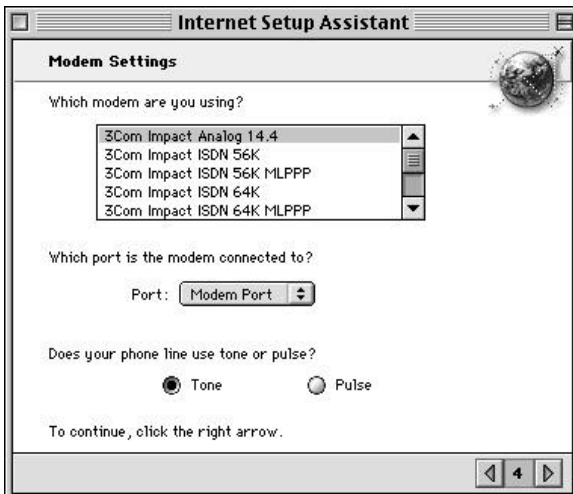 Internet Setup Assistant
Modem Settings
Which modem are you using?
3Com Impact Analog 14.4
3Com Impact ISDN 56K
3Com Impact ISDN 56K MLPPP
3Com Impact ISDN 64K
3Com Impact ISDN 64K MLPPP
Which port is the modem connected to?
Port: Modem Port
Does your phone line use tone or pulse?
Tone Pulse
To continue, click the right arrow.
4